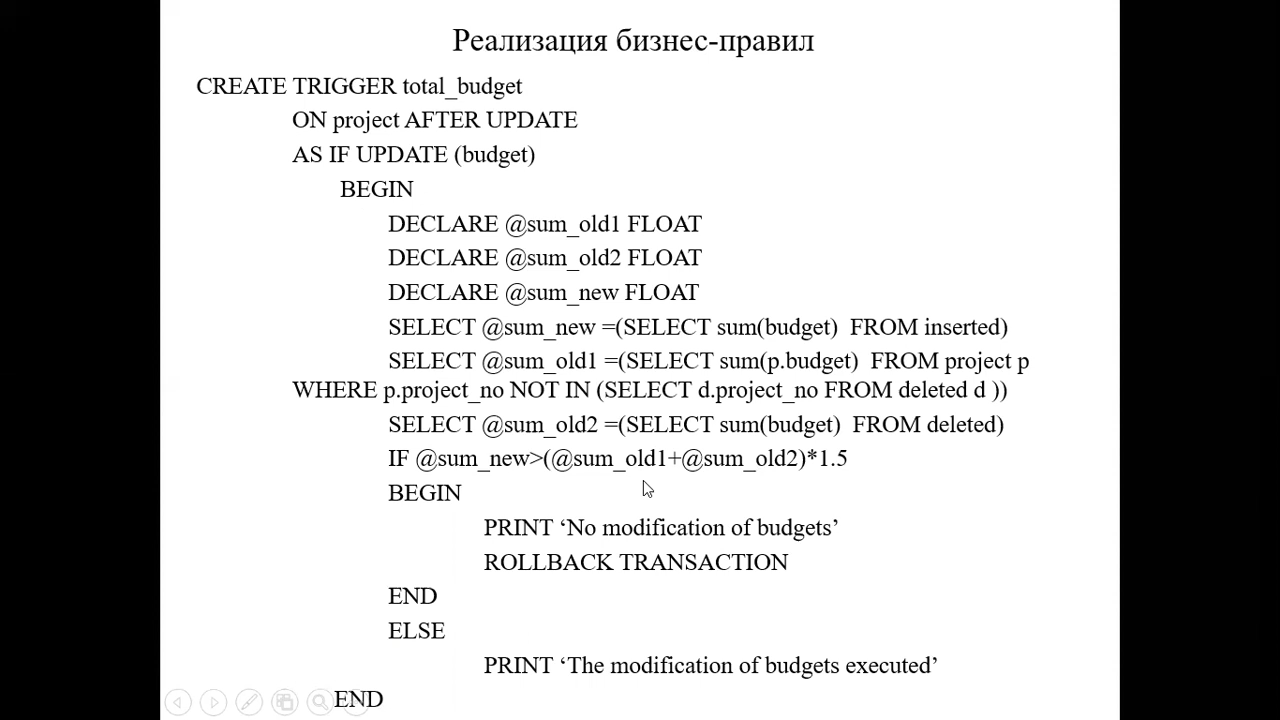 Реализация бизнес-правил
CREATE TRIGGER total_budget
ON project AFTER UPDATE
AS IF UPDATE (budget)
BEGIN
DECLARE @sum_old1 FLOAT
DECLARE @sum_old2 FLOAT
DECLARE @sum_new FLOAT
SELECT @sum_new =(SELECT sum(budget)  FROM inserted)
SELECT @sum_old1 =(SELECT sum(p.budget)  FROM project p
WHERE p.project_no NOT IN (SELECT d.project_no FROM deleted d ))
SELECT @sum_old2 =(SELECT sum(budget)  FROM deleted)
IF @sum_new>(@sum_old1+@sum_old2)*1.5
BEGIN
PRINT ‘No modification of budgets’
ROLLBACK TRANSACTION
END
ELSE
PRINT ‘The modification of budgets executed’
END